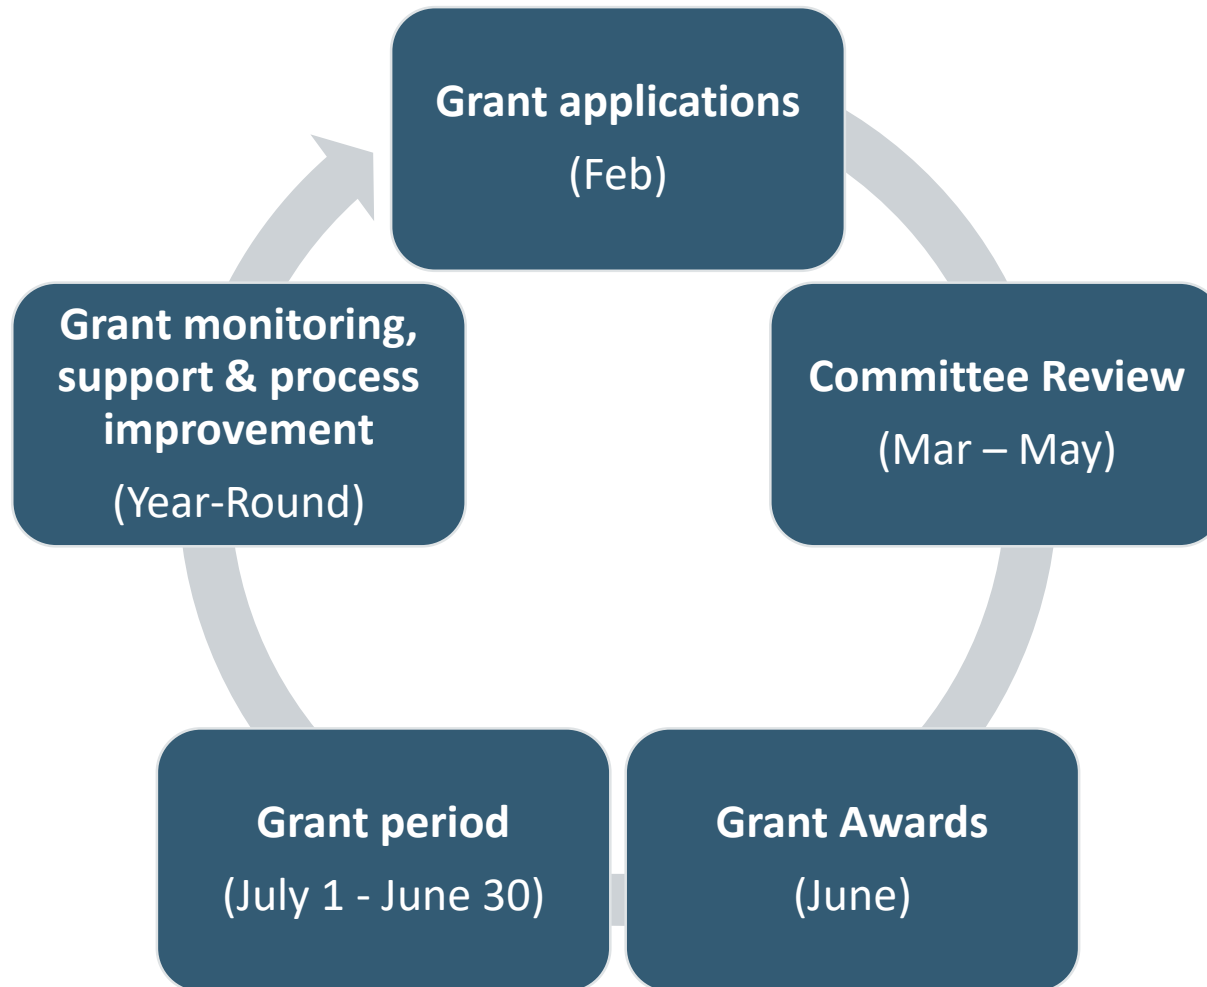 Grant applications
(Feb)
Committee Review
(Mar – May)
Grant Awards
(June)
Grant period
(July 1 - June 30)
Grant monitoring,
support & process
improvement
(Year-Round)